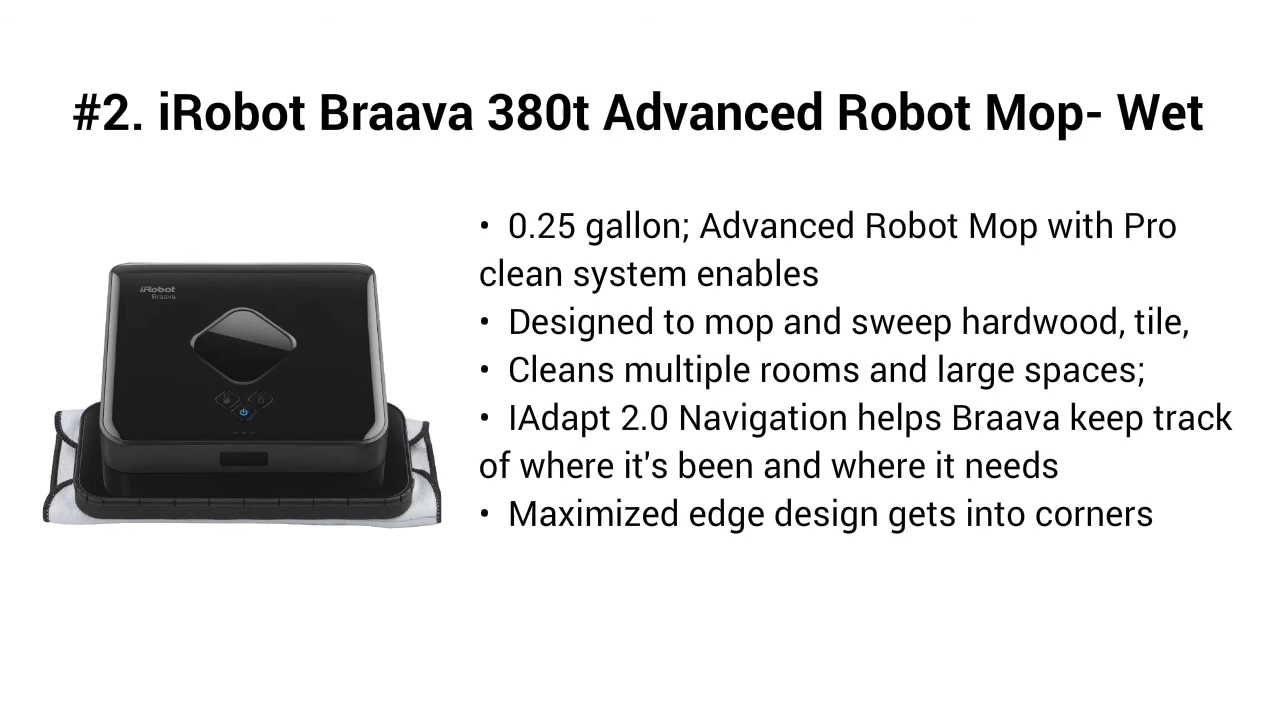 #2. iRobot Braava 380t Advanced Robot Mop- Wet
• 0.25 gallon; Advanced Robot Mop with Pro
clean system enables
• Designed to mop and sweep hardwood, tile,
• Cleans multiple rooms and large spaces;
• IAdapt 2.0 Navigation helps Braava keep track
of where it's been and where it needs
• Maximized edge design gets into corners
iRobot
Braava